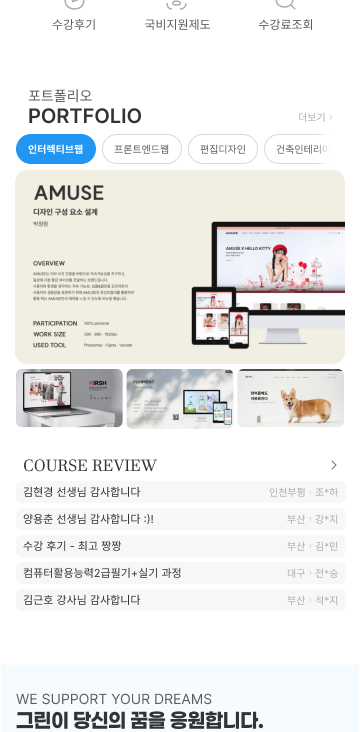 수강후기 국비지원제도 수강료조회
포트폴리오
PORTFOLIO
더보기
인터렉티브웹 프론트엔드웹 편집디자인 건축인테리어
AMUSE
디자인 구성 요소 설계
박원원
OVERVIEW
PARTICIPATION 100% personal
WORK SIZE
USED TOOL Photoshop · Figma · Vscode
AMUSE X HELLO KITTY
KIRSH
COURSE REVIEW
김현경 선생님 감사합니다 인천부평 조*하
양용춘 선생님 감사합니다 :)! 부산 강*지
수강 후기 - 최고 짱짱 부산 김*민
컴퓨터활용능력2급필기+실기 과정 대구 전*승
김근호 강사님 감사합니다 부산 석*지
WE SUPPORT YOUR DREAMS
그린이 당신의 꿈을 응원합니다.